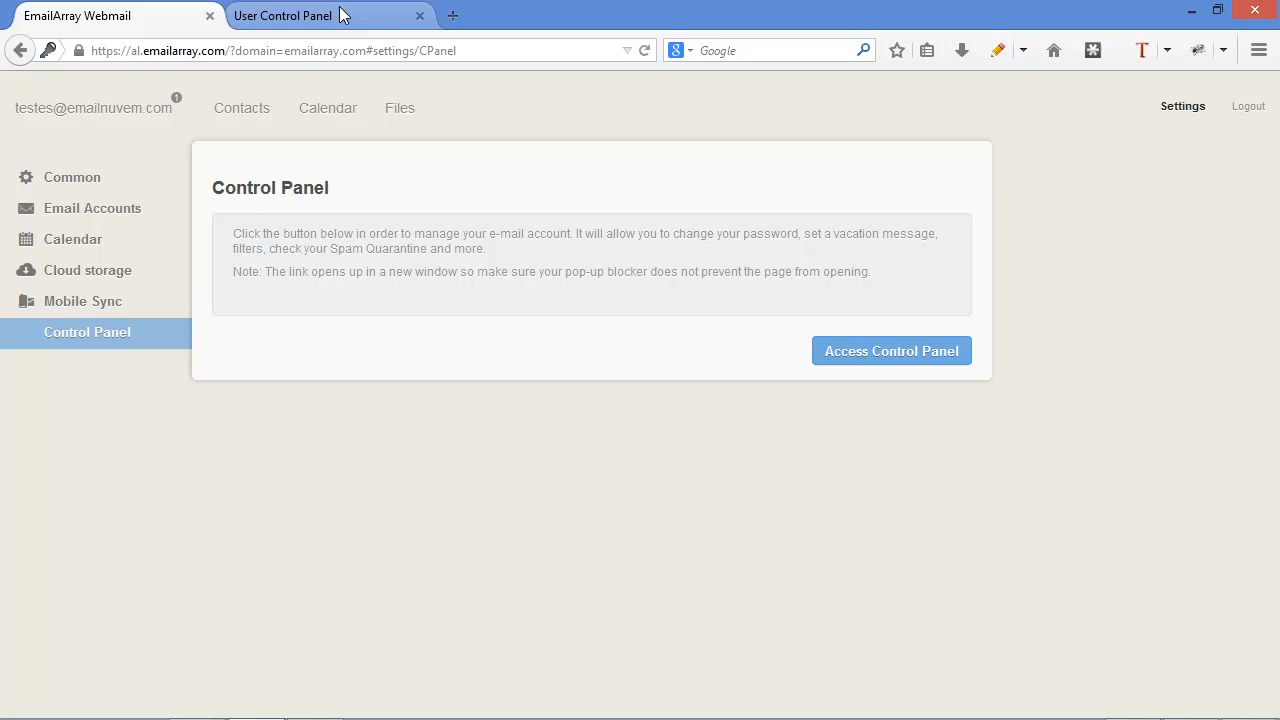 EmailArray Webmail
User Control Panel
https://al.emailarray.com/?domain=emailarray.com#settings/CPanel
Google
testes@emailnuvem.com 1
Contacts
Calendar
Files
Settings
Logout
Common
Email Accounts
Calendar
Cloud storage
Mobile Sync
Control Panel
Control Panel
Click the button below in order to manage your e-mail account. It will allow you to change your password, set a vacation message,
filters, check your Spam Quarantine and more.
Note: The link opens up in a new window so make sure your pop-up blocker does not prevent the page from opening.
Access Control Panel